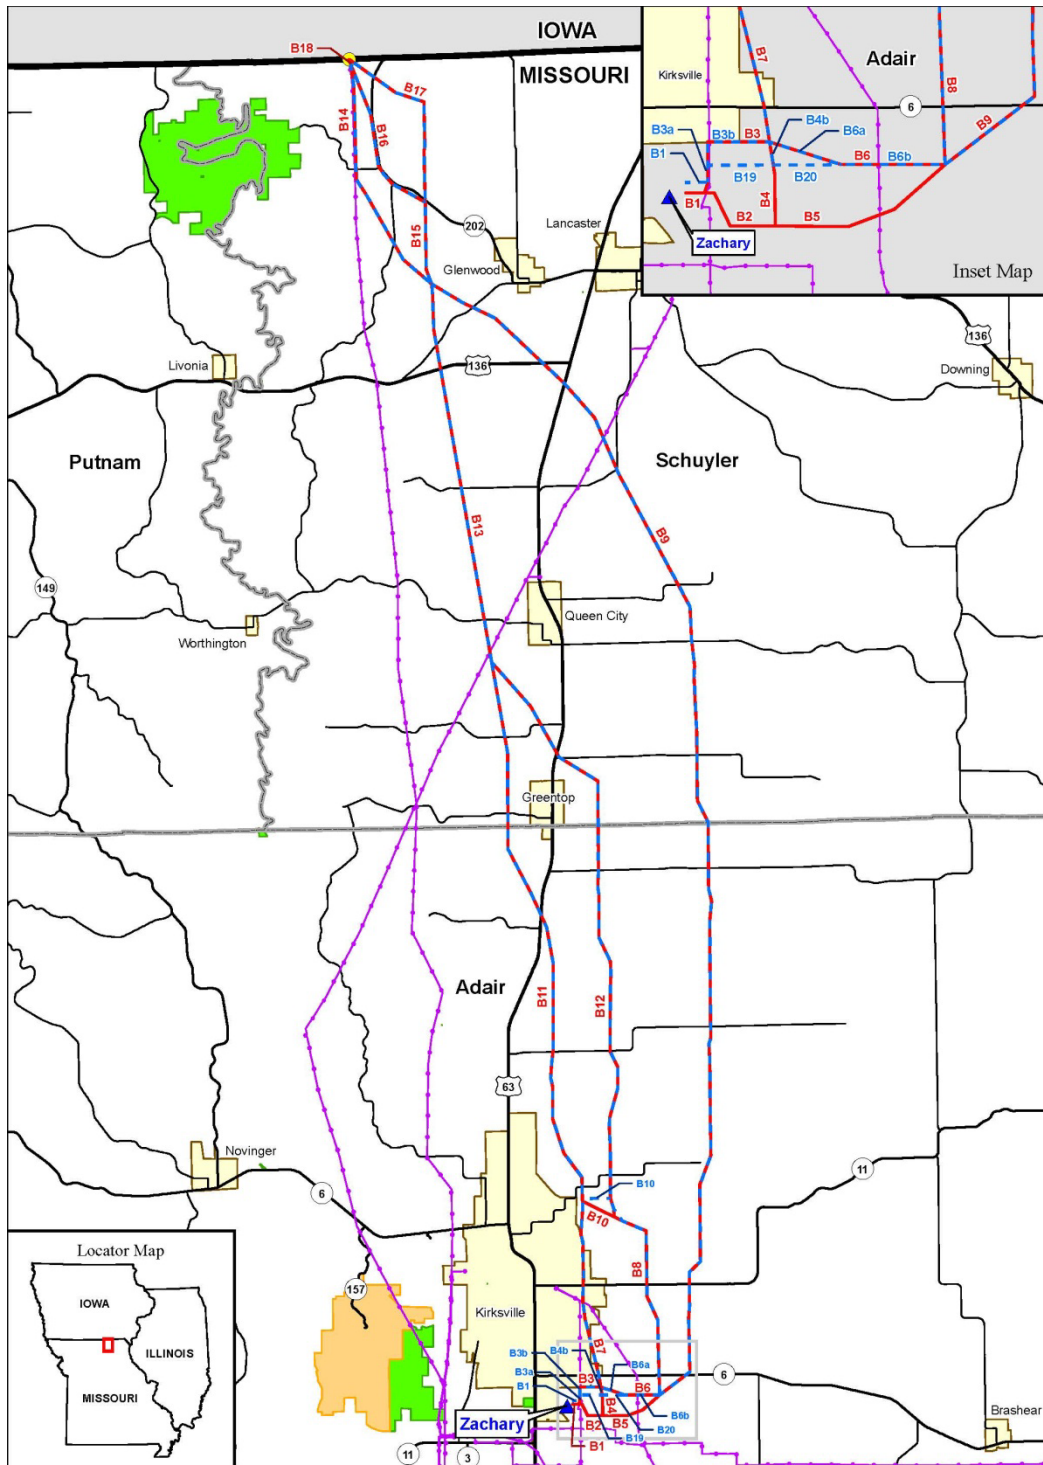 IOWA
MISSOURI
B18
B17
B14
B16
B15
202
Lancaster
Glenwood
Livonia
136
136
Downing
Putnam
Schuyler
B13
B9
149
Worthington
Queen City
Greentop
Adair
B11
B12
63
Novinger
6
11
B10
B10
B8
157
Kirksville
B7
B3b
B4b
B6a
B3a
B3
B1
B4
B6
6
B5
B6b
B2
B20
B19
B1
Zachary
11
3
Brashear
Kirksville
Adair
B7
B8
6
B9
B3a
B3b
B3
B4b
B6a
B1
B6
B6b
B19
B20
B1
B4
B2
B5
Zachary
Inset Map
Locator Map
IOWA
ILLINOIS
MISSOURI